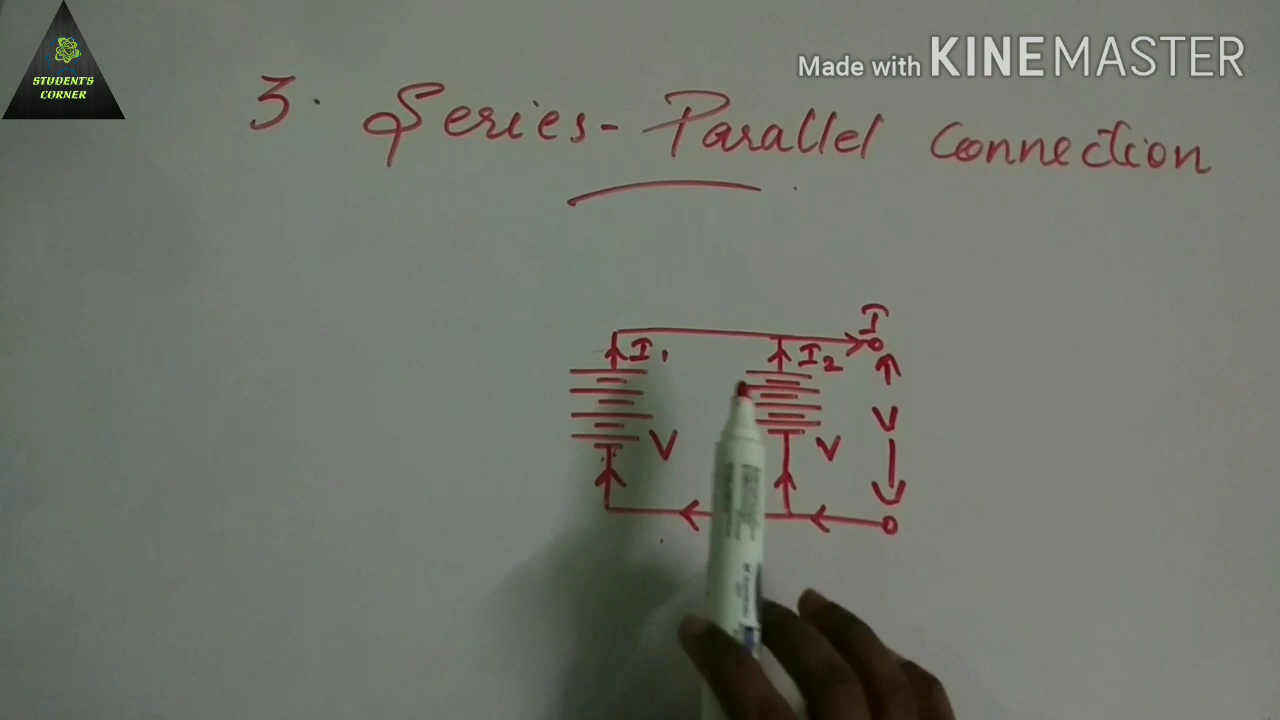 STUDENT'S
CORNER
Made with KINEMASTER
3. Series-Parallel Connection
I
I₁
I₂
V
V
V